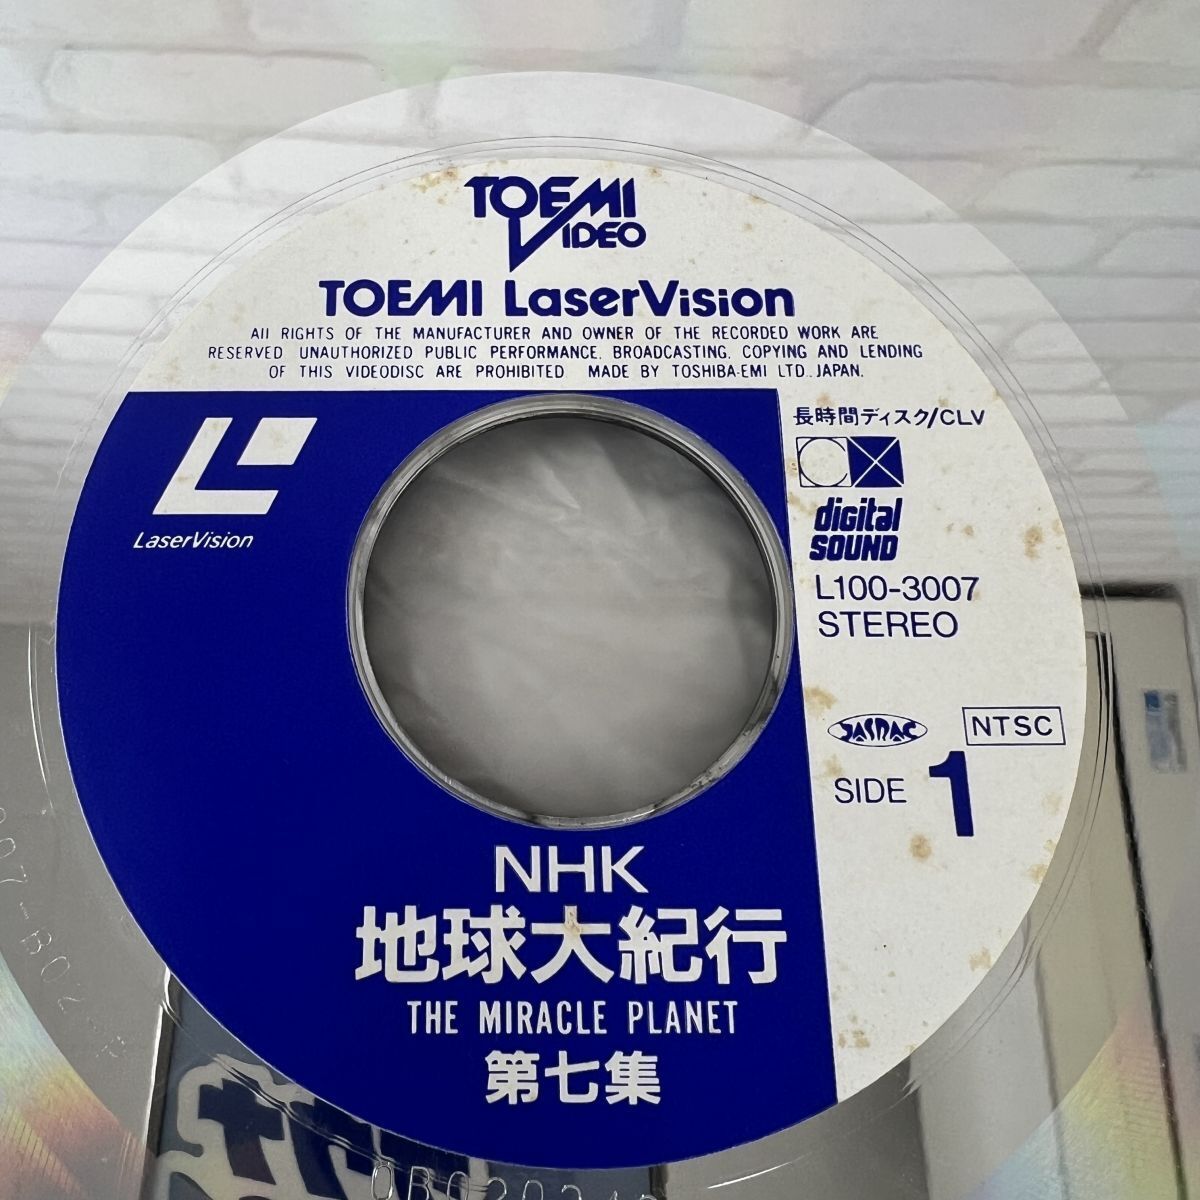 TOEMI
VIDEO
TOEMI LaserVision
All RIGHTS OF THE MANUFACTURER AND OWNER OF THE RECORDED WORK ARE
RESERVED UNAUTHORIZED PUBLIC PERFORMANCE, BROADCASTING, COPYING AND LENDING
OF THIS VIDEODISC ARE PROHIBITED MADE BY TOSHIBA-EMI LTD., JAPAN.
LaserVision
長時間ディスク/CLV
CX
digital
SOUND
L100-3007
STEREO
JASRAC
NTSC
SIDE 1
NHK
地球大紀行
THE MIRACLE PLANET
第七集